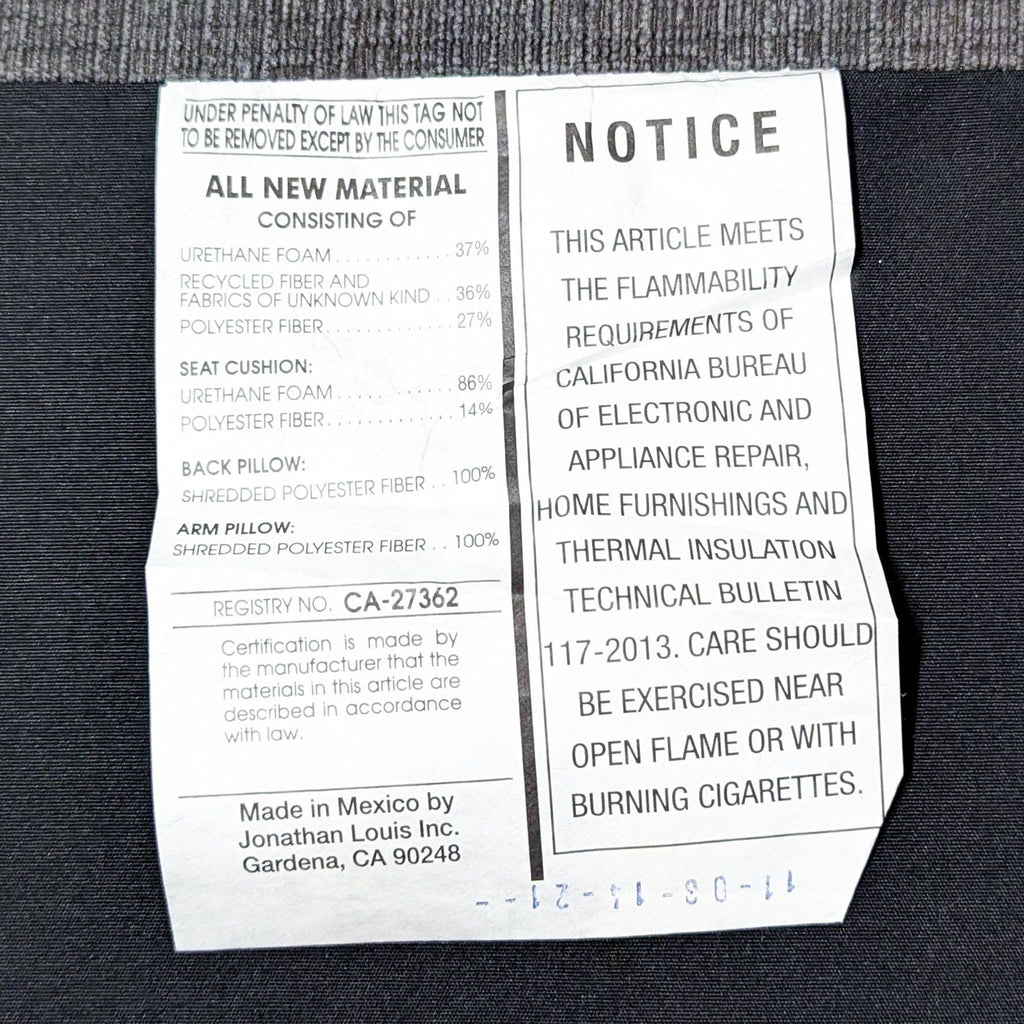 UNDER PENALTY OF LAW THIS TAG NOT
TO BE REMOVED EXCEPT BY THE CONSUMER
ALL NEW MATERIAL
CONSISTING OF
URETHANE FOAM . . . . . . . . . . . . 37%
RECYCLED FIBER AND
FABRICS OF UNKNOWN KIND . . 36%
POLYESTER FIBER. . . . . . . . . . . . . 27%
SEAT CUSHION:
URETHANE FOAM . . . . . . . . . . . . 86%
POLYESTER FIBER. . . . . . . . . . . . . 14%
BACK PILLOW:
SHREDDED POLYESTER FIBER . . 100%
ARM PILLOW:
SHREDDED POLYESTER FIBER . . 100%
REGISTRY NO. CA-27362
Certification is made by
the manufacturer that the
materials in this article are
described in accordance
with law.
Made in Mexico by
Jonathan Louis Inc.
Gardena, CA 90248
NOTICE
THIS ARTICLE MEETS
THE FLAMMABILITY
REQUIREMENTS OF
CALIFORNIA BUREAU
OF ELECTRONIC AND
APPLIANCE REPAIR,
HOME FURNISHINGS AND
THERMAL INSULATION
TECHNICAL BULLETIN
117-2013. CARE SHOULD
BE EXERCISED NEAR
OPEN FLAME OR WITH
BURNING CIGARETTES.